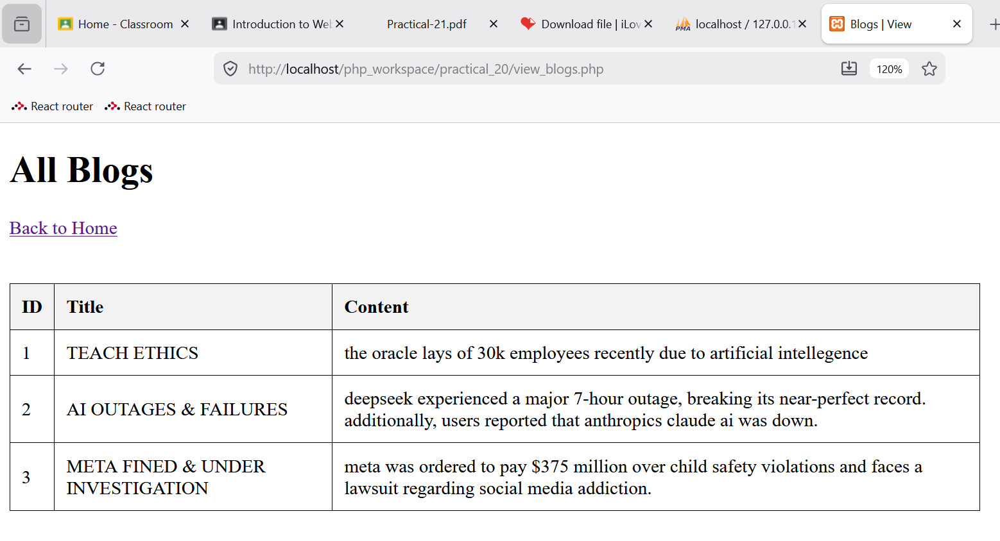 Home - Classroom
Introduction to Web
Practical-21.pdf
Download file | iLov
localhost / 127.0.0.1
Blogs | View
http://localhost/php_workspace/practical_20/view_blogs.php
120%
React router
React router
All Blogs
Back to Home
ID Title Content
1 TEACH ETHICS the oracle lays of 30k employees recently due to artificial intellegence
2 AI OUTAGES & FAILURES deepseek experienced a major 7-hour outage, breaking its near-perfect record.
additionally, users reported that anthropics claude ai was down.
3 META FINED & UNDER
INVESTIGATION
meta was ordered to pay $375 million over child safety violations and faces a
lawsuit regarding social media addiction.